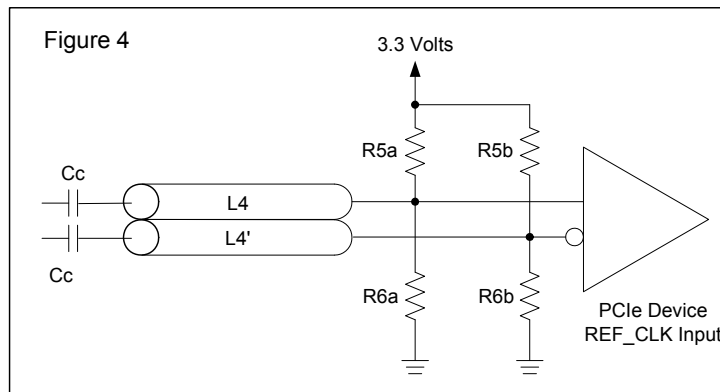 Figure 4
3.3 Volts
R5a
R5b
Cc
L4
L4'
Cc
R6a
R6b
PCIe Device
REF_CLK Input